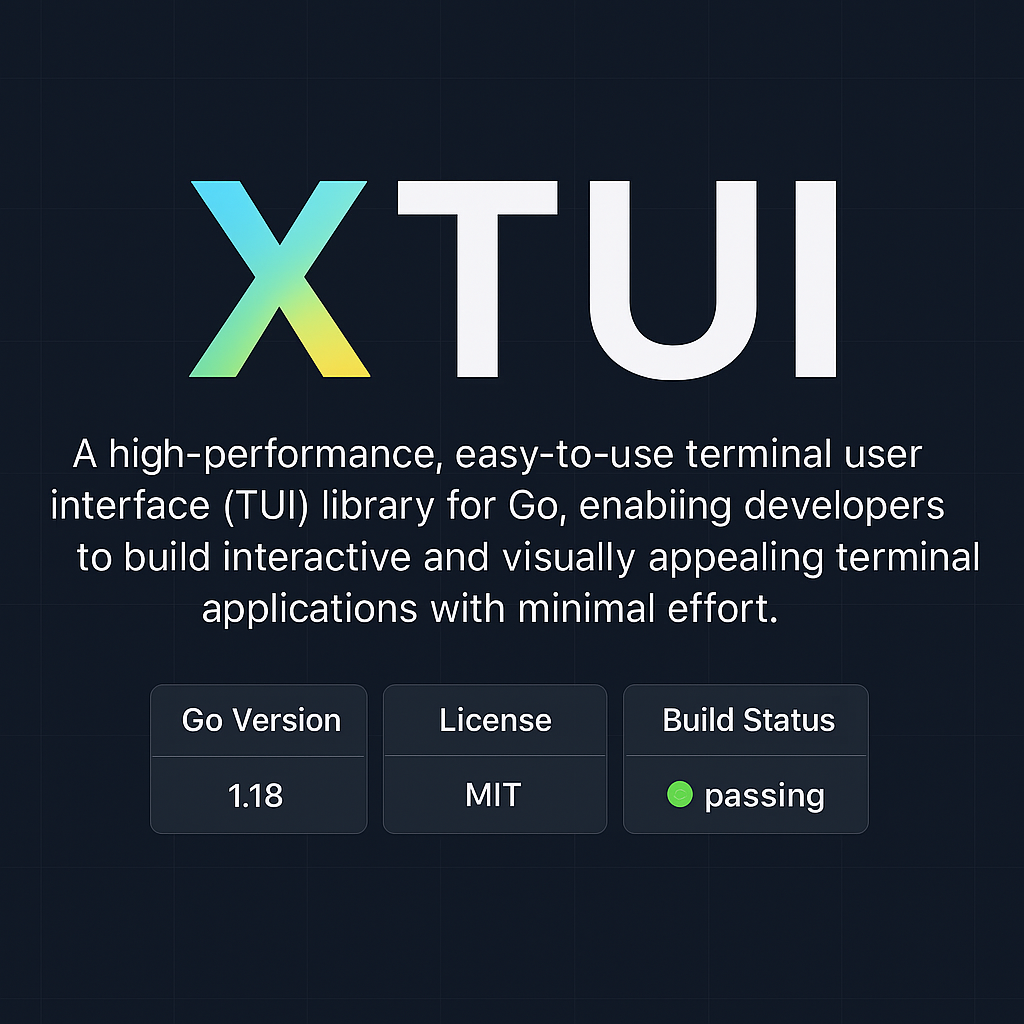 XTUI
A high-performance, easy-to-use terminal user
interface (TUI) library for Go, enabiing developers
to build interactive and visually appealing terminal
applications with minimal effort.
Go Version
1.18
License
MIT
Build Status
passing